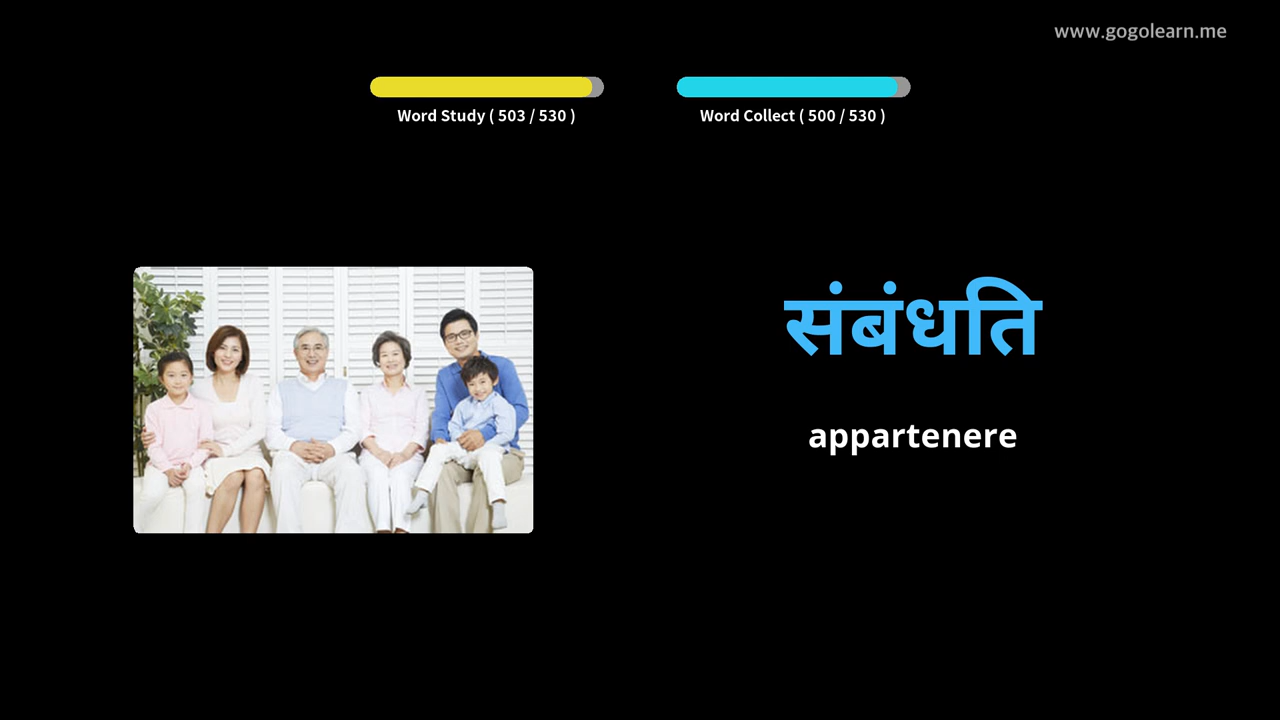 www.gogolearn.me
Word Study ( 503 / 530 )
Word Collect ( 500 / 530 )
संबंधति
appartenere